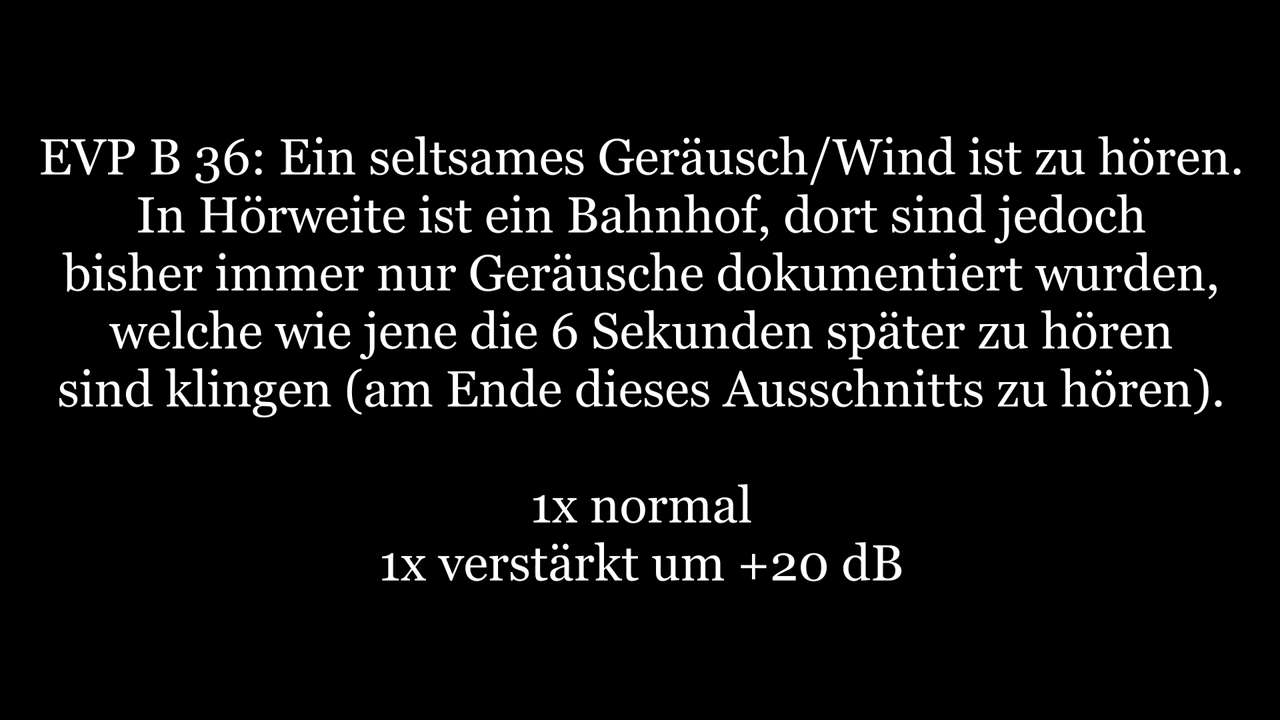 EVP B 36: Ein seltsames Geräusch/Wind ist zu hören.
In Hörweite ist ein Bahnhof, dort sind jedoch
bisher immer nur Geräusche dokumentiert wurden,
welche wie jene die 6 Sekunden später zu hören
sind klingen (am Ende dieses Ausschnitts zu hören).
1x normal
1x verstärkt um +20 dB